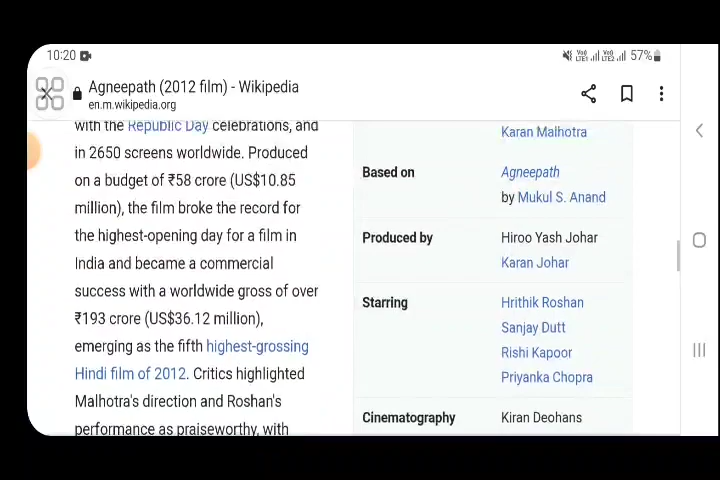 10:20
Vo) LTE1 Vo) LTE2 57%
Agneepath (2012 film) - Wikipedia
en.m.wikipedia.org
with the Republic Day celebrations, and
in 2650 screens worldwide. Produced
on a budget of ₹58 crore (US$10.85
million), the film broke the record for
the highest-opening day for a film in
India and became a commercial
success with a worldwide gross of over
₹193 crore (US$36.12 million),
emerging as the fifth highest-grossing
Hindi film of 2012. Critics highlighted
Malhotra's direction and Roshan's
performance as praiseworthy, with
Karan Malhotra
Based on Agneepath
by Mukul S. Anand
Produced by Hiroo Yash Johar
Karan Johar
Starring Hrithik Roshan
Sanjay Dutt
Rishi Kapoor
Priyanka Chopra
Cinematography Kiran Deohans